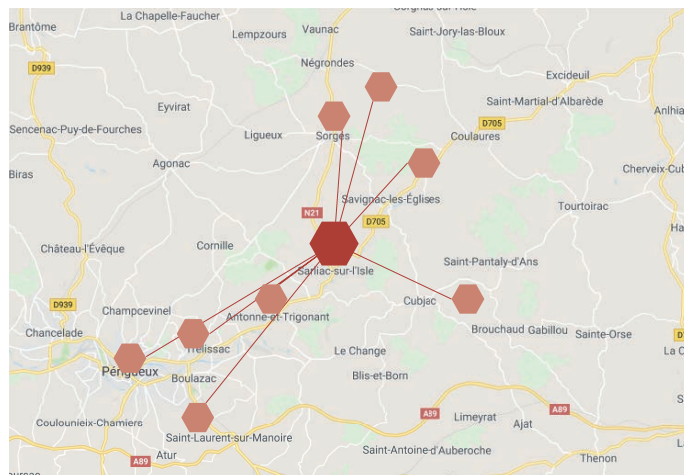 La Chapelle-Faucher
Brantôme
Vaunac
Saint-Jory-las-Bloux
Lempzours
Négrondes
D939
Excideuil
Saint-Martial-d'Albarède
Eyvirat
D705
Sencenac-Puy-de-Fourches
Ligueux
Sorges
Coulaures
Agonac
Biras
Savignac-les-Églises
Tourtoirac
N21
D705
Château-l'Évêque
Cornille
Saint-Pantaly-d'Ans
Sarliac-sur-l'Isle
D939
Champcevinel
Antonne-et-Trigonant
Cubjac
Chancelade
Brouchaud
Gabillou
Sainte-Orse
Trélissac
Le Change
Périgueux
Boulazac
Blis-et-Born
A89
A89
Coulounieix-Chamiers
Limeyrat
Ajat
Saint-Laurent-sur-Manoire
Saint-Antoine-d'Auberoche
Atur
A89
Thenon